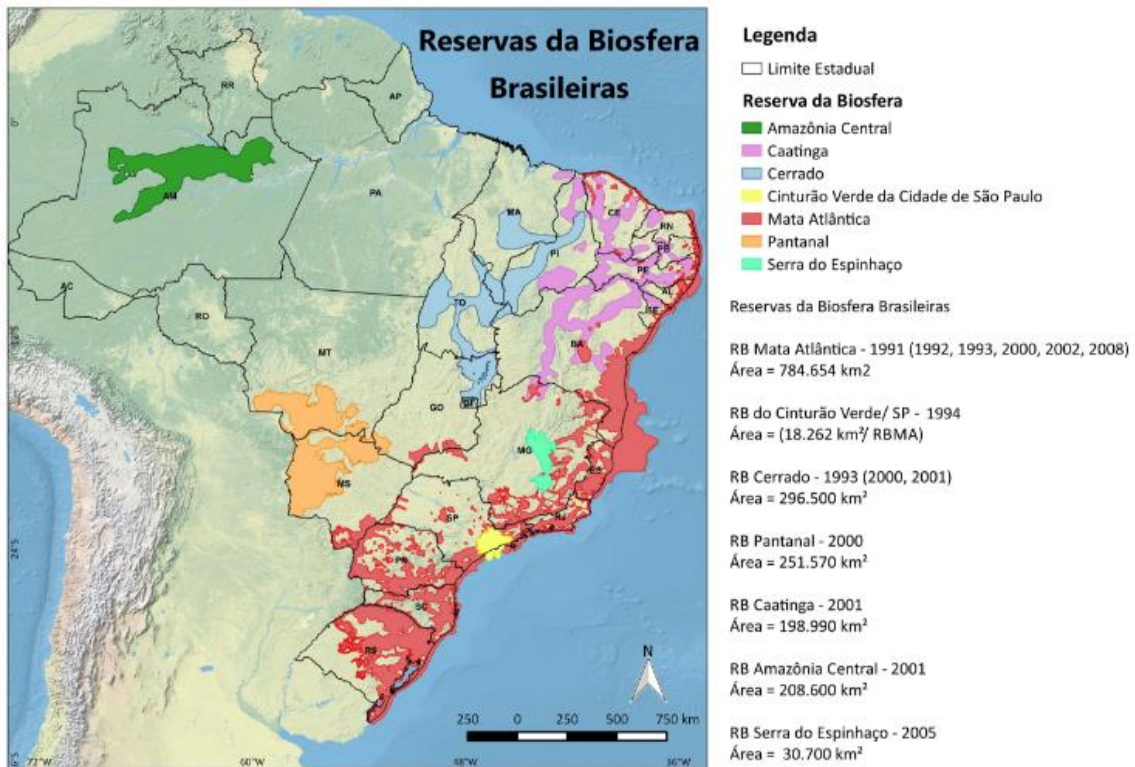 Reservas da Biosfera
Brasileiras
RR
AP
AM
PA
MA
CE
RN
PB
PE
AL
SE
PI
TO
BA
AC
RO
MT
GO
DF
MG
ES
MS
SP
RJ
PR
SC
RS
0°
24°S
72°W
60°W
48°W
36°W
N
250 0 250 500 750 km
Legenda
Limite Estadual
Reserva da Biosfera
Amazônia Central
Caatinga
Cerrado
Cinturão Verde da Cidade de São Paulo
Mata Atlântica
Pantanal
Serra do Espinhaço
Reservas da Biosfera Brasileiras
RB Mata Atlântica - 1991 (1992, 1993, 2000, 2002, 2008)
Área = 784.654 km2
RB do Cinturão Verde/ SP - 1994
Área = (18.262 km²/ RBMA)
RB Cerrado - 1993 (2000, 2001)
Área = 296.500 km²
RB Pantanal - 2000
Área = 251.570 km²
RB Caatinga - 2001
Área = 198.990 km²
RB Amazônia Central - 2001
Área = 208.600 km²
RB Serra do Espinhaço - 2005
Área = 30.700 km²